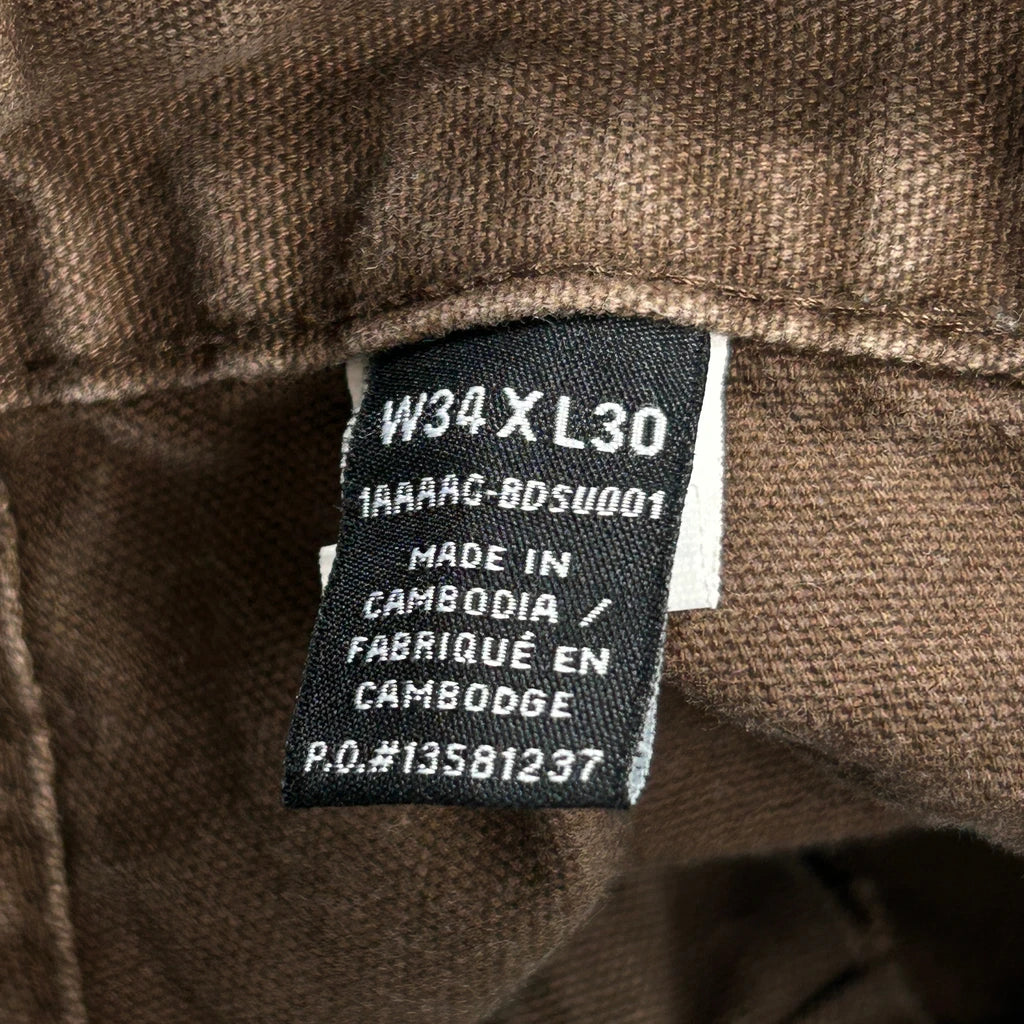 W34 X L30
1AAAAC-BDSU001
MADE IN
CAMBODIA /
FABRIQUÉ EN
CAMBODGE
P.O.#13581237